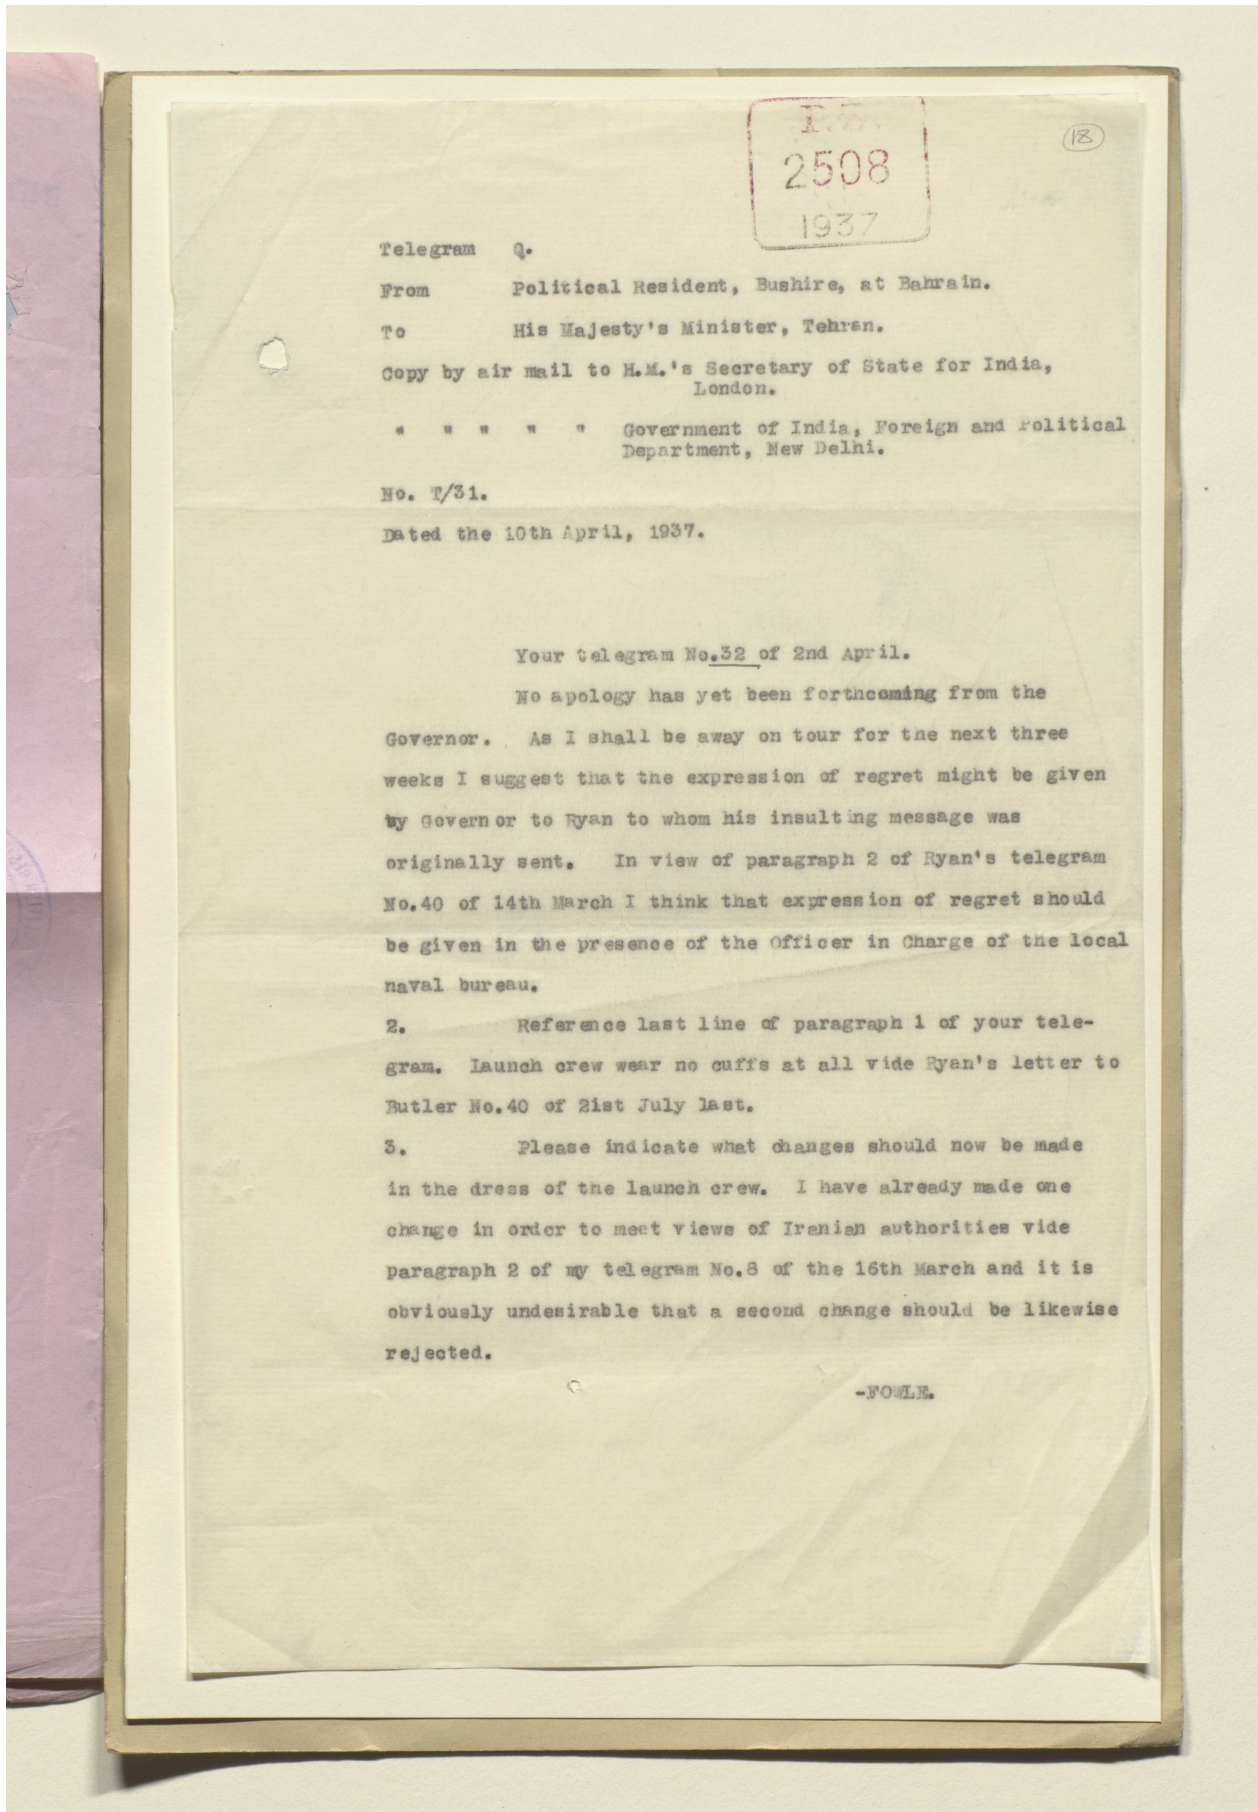 P.Z.
2508
1937
18
Telegram Q.
From Political Resident, Bushire, at Bahrain.
To His Majesty's Minister, Tehran.
Copy by air mail to H.M.'s Secretary of State for India,
London.
" " " " " Government of India, Foreign and Political
Department, New Delhi.
No. T/31.
Dated the 10th April, 1937.
Your telegram No.32 of 2nd April.
No apology has yet been forthcoming from the
Governor. As I shall be away on tour for the next three
weeks I suggest that the expression of regret might be given
by Governor to Ryan to whom his insulting message was
originally sent. In view of paragraph 2 of Ryan's telegram
No.40 of 14th March I think that expression of regret should
be given in the presence of the Officer in Charge of the local
naval bureau.
2. Reference last line of paragraph 1 of your tele-
gram. Launch crew wear no cuffs at all vide Ryan's letter to
Butler No.40 of 21st July last.
3. Please indicate what changes should now be made
in the dress of the launch crew. I have already made one
change in order to meet views of Iranian authorities vide
paragraph 2 of my telegram No.8 of the 16th March and it is
obviously undesirable that a second change should be likewise
rejected.
-FOWLE.